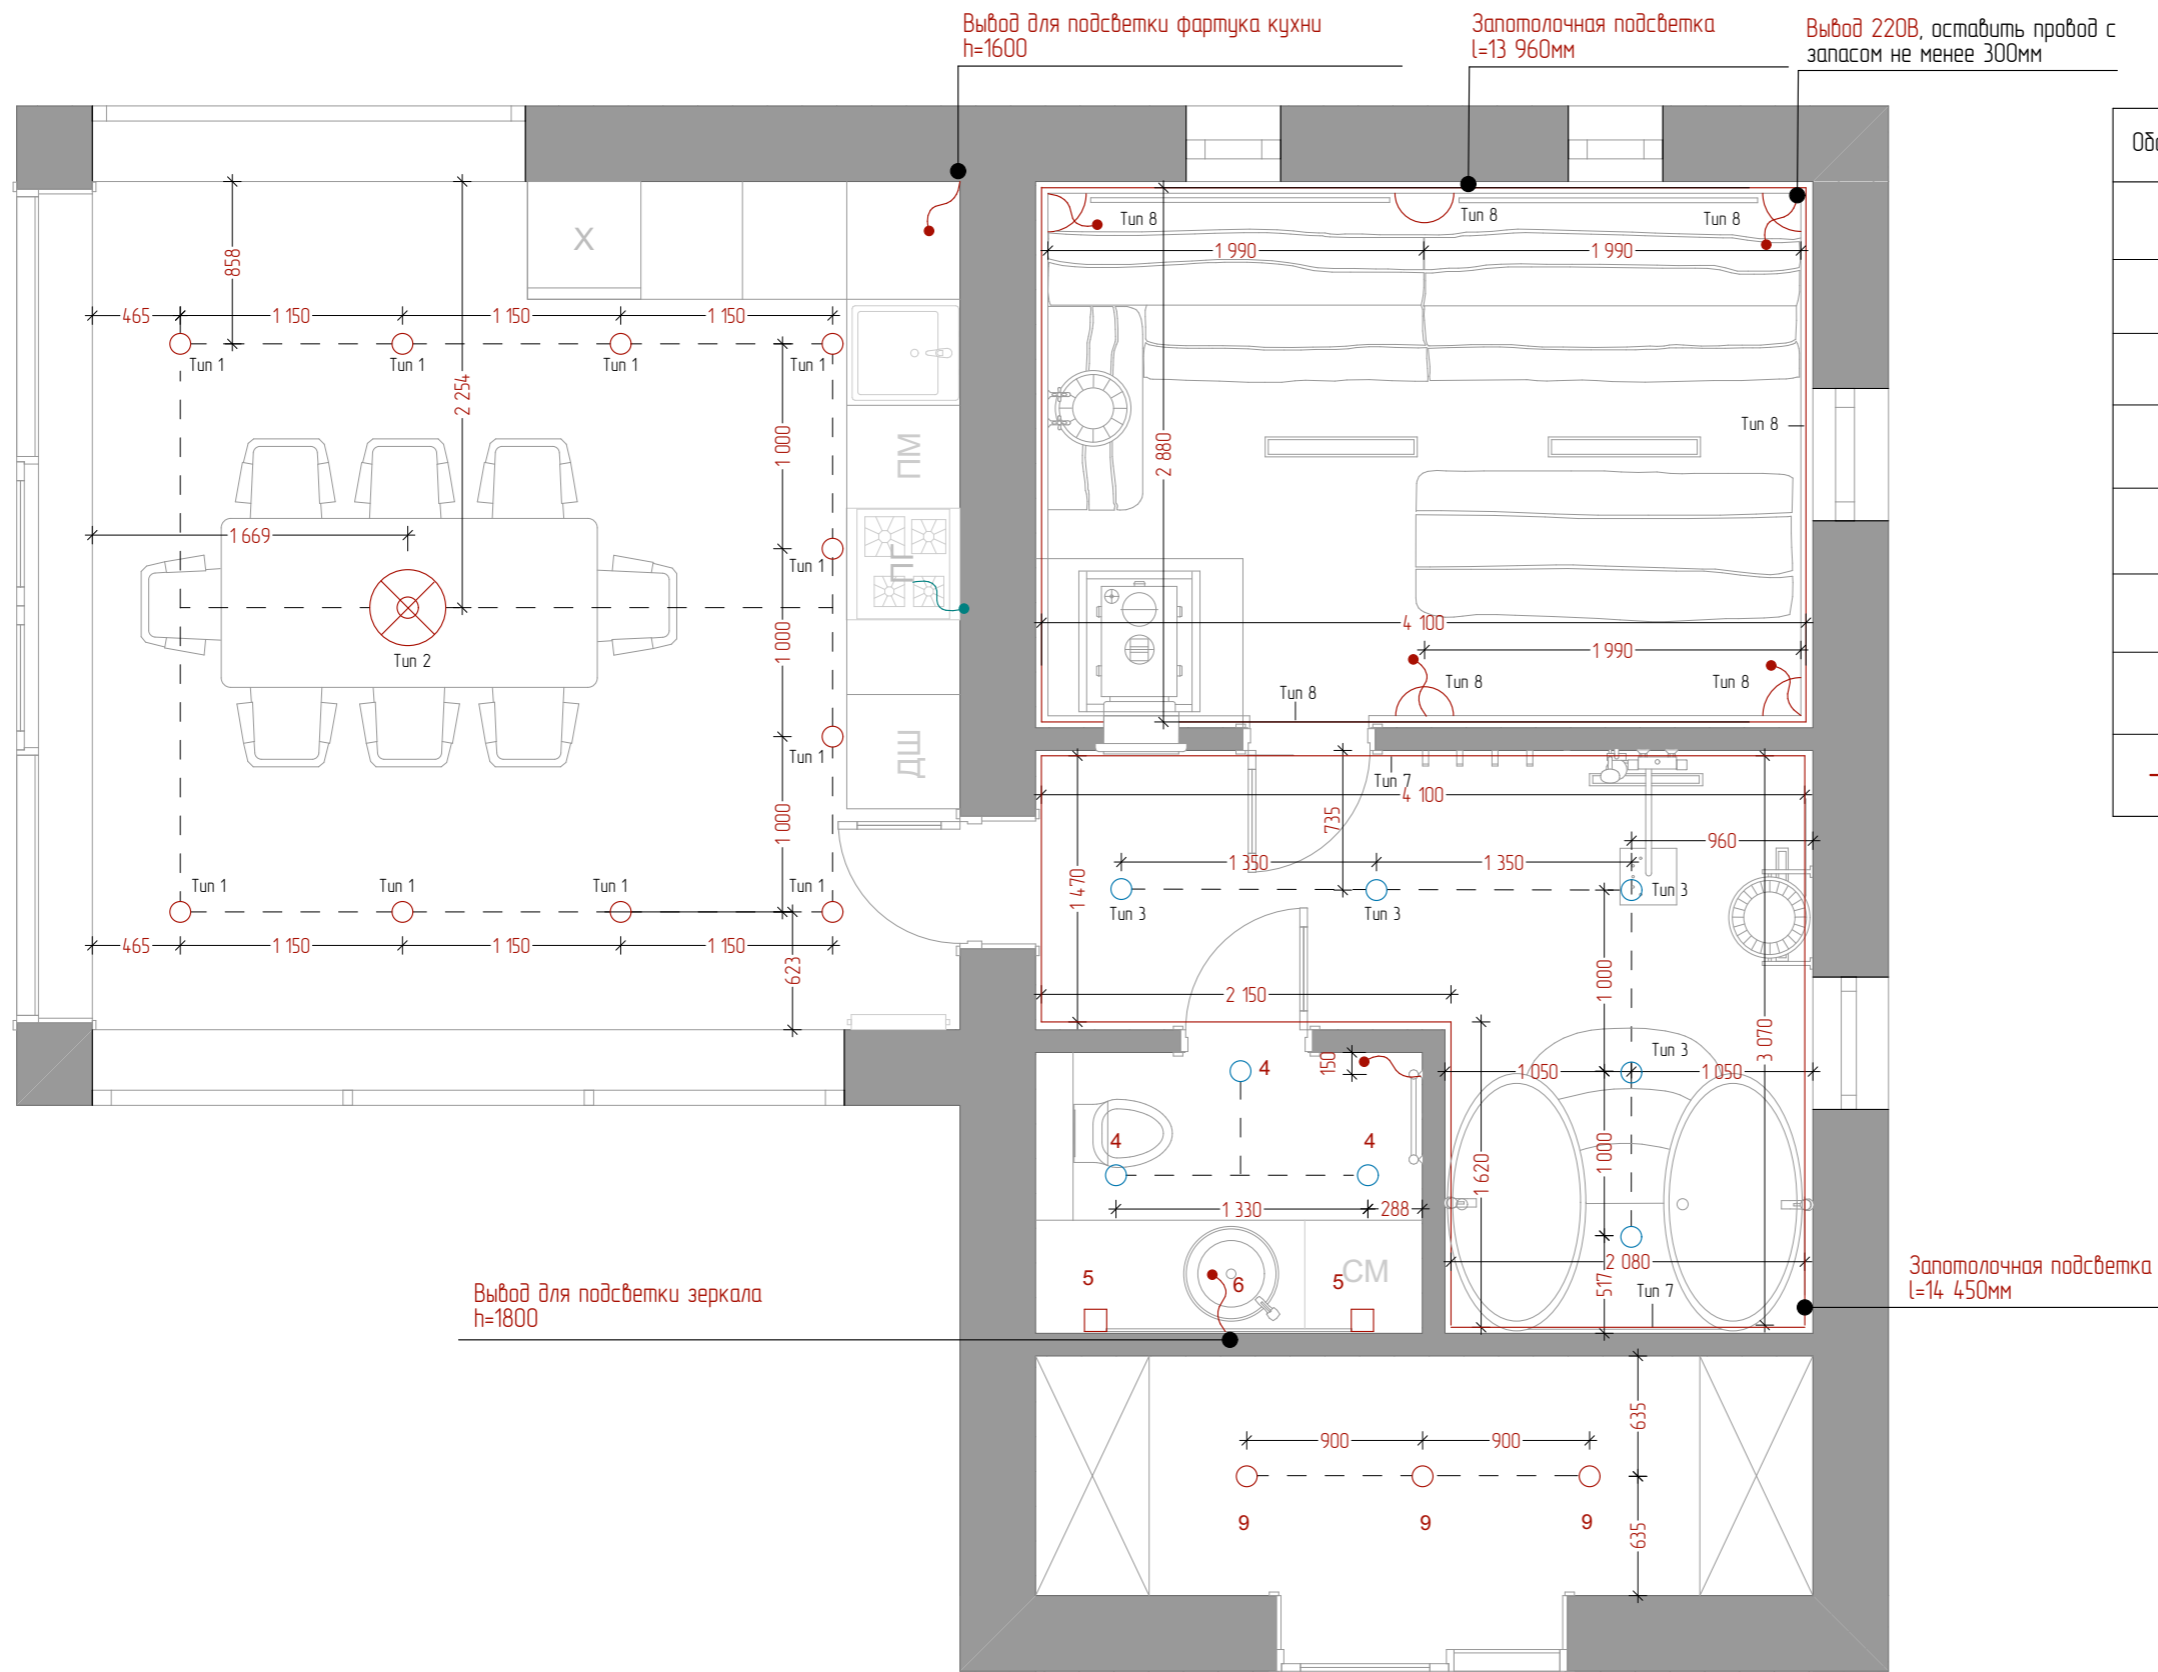 Вывод для подсветки фартука кухни
h=1600
Запотолочная подсветка
l=13 960мм
Вывод 220В, оставить провод с
запасом не менее 300мм
Х
Тип 8
Тип 8
Тип 8
858
1 990
1 990
465
1 150
1 150
1 150
Тип 1
Тип 1
Тип 1
Тип 1
2 254
1 000
ПМ
2 880
Тип 8
1 669
Тип 1
ПГ
1 000
4 100
Тип 2
1 990
Тип 8
Тип 8
Тип 8
Тип 1
ДШ
Тип 7
4 100
1 000
735
960
1 350
1 350
1 470
Тип 1
Тип 1
Тип 1
Тип 1
Тип 3
Тип 3
Тип 3
465
1 150
1 150
1 150
623
2 150
1 000
3 070
Тип 3
150
4
1 050
1 050
4
4
1 000
1 620
1 330
288
2 080
517
Запотолочная подсветка
l=14 450мм
Вывод для подсветки зеркала
h=1800
5
6
5
СМ
Тип 7
635
900
900
9
9
9
635